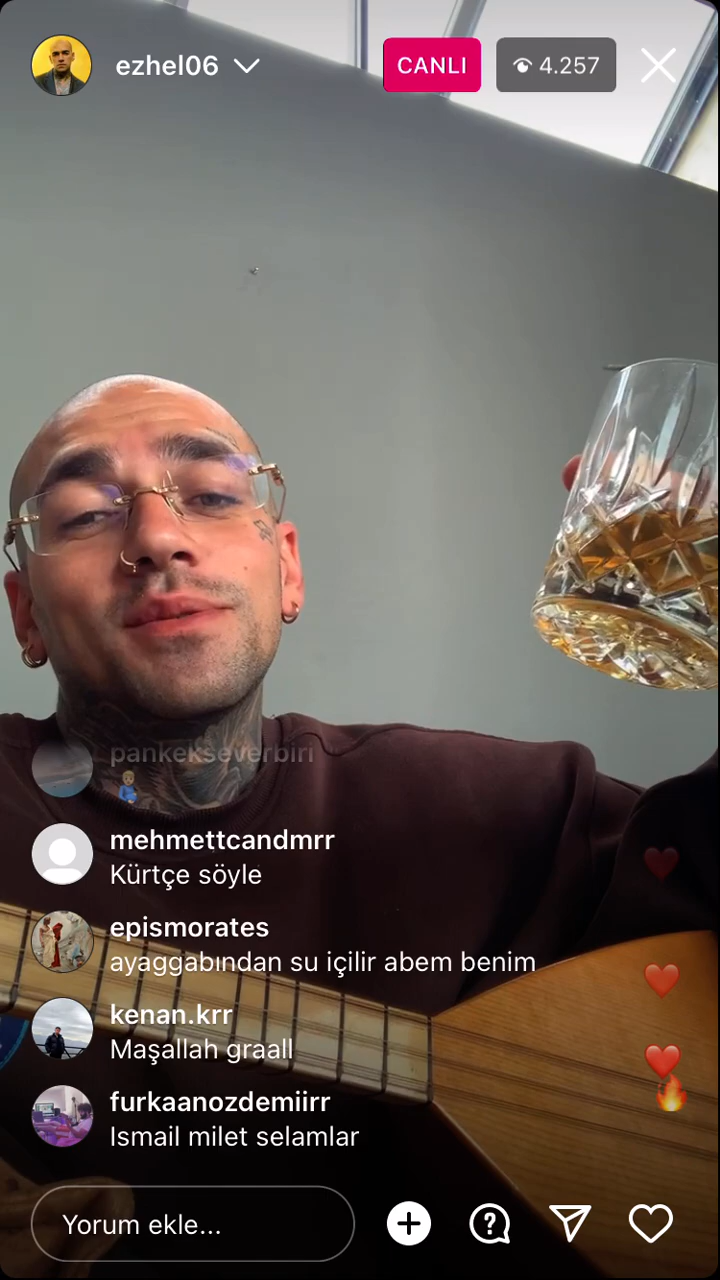 ezhel06
CANLI
4.257
pankekseverbiri
mehmettcandmrr
Kürtçe söyle
epismorates
ayaggabından su içilir abem benim
kenan.krr
Maşallah graall
furkaanozdemiirr
Ismail milet selamlar
Yorum ekle...